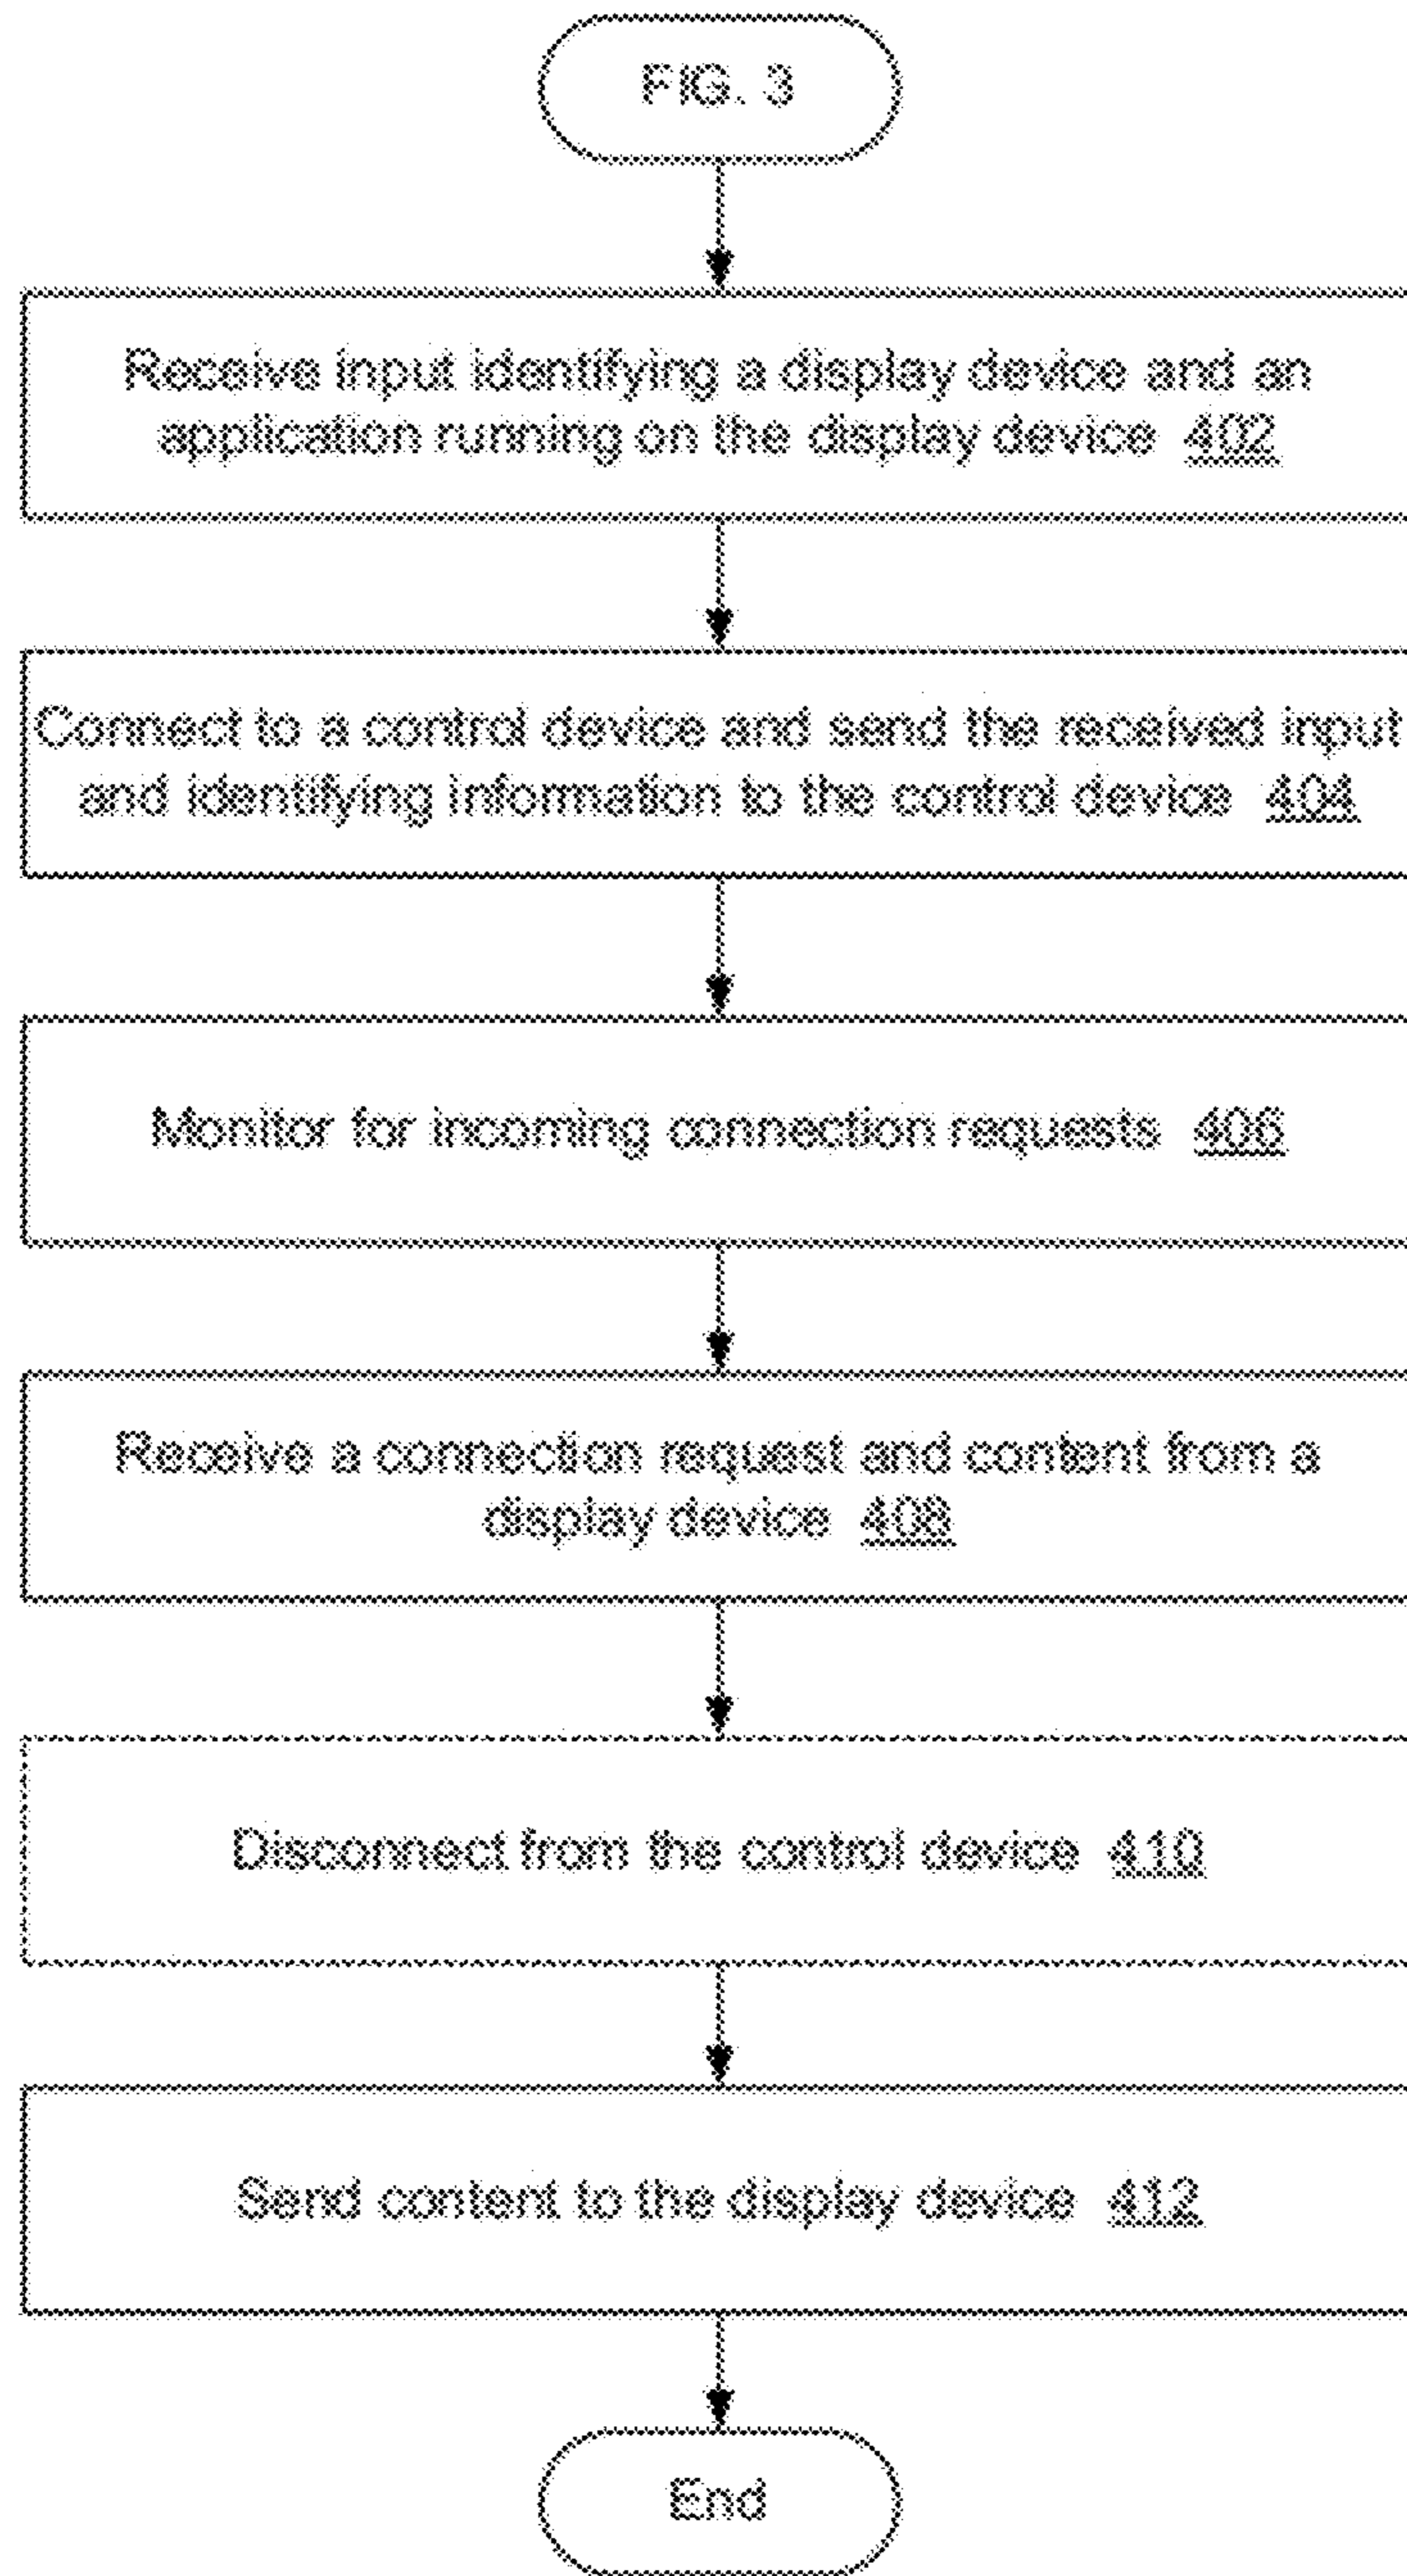 FIG. 3
Receive input identifying a display device and an
application running on the display device 402
Connect to a control device and send the received input
and identifying information to the control device 404
Monitor for incoming connection requests 406
Receive a connection request and content from a
display device 408
Disconnect from the control device 410
Send content to the display device 412
End